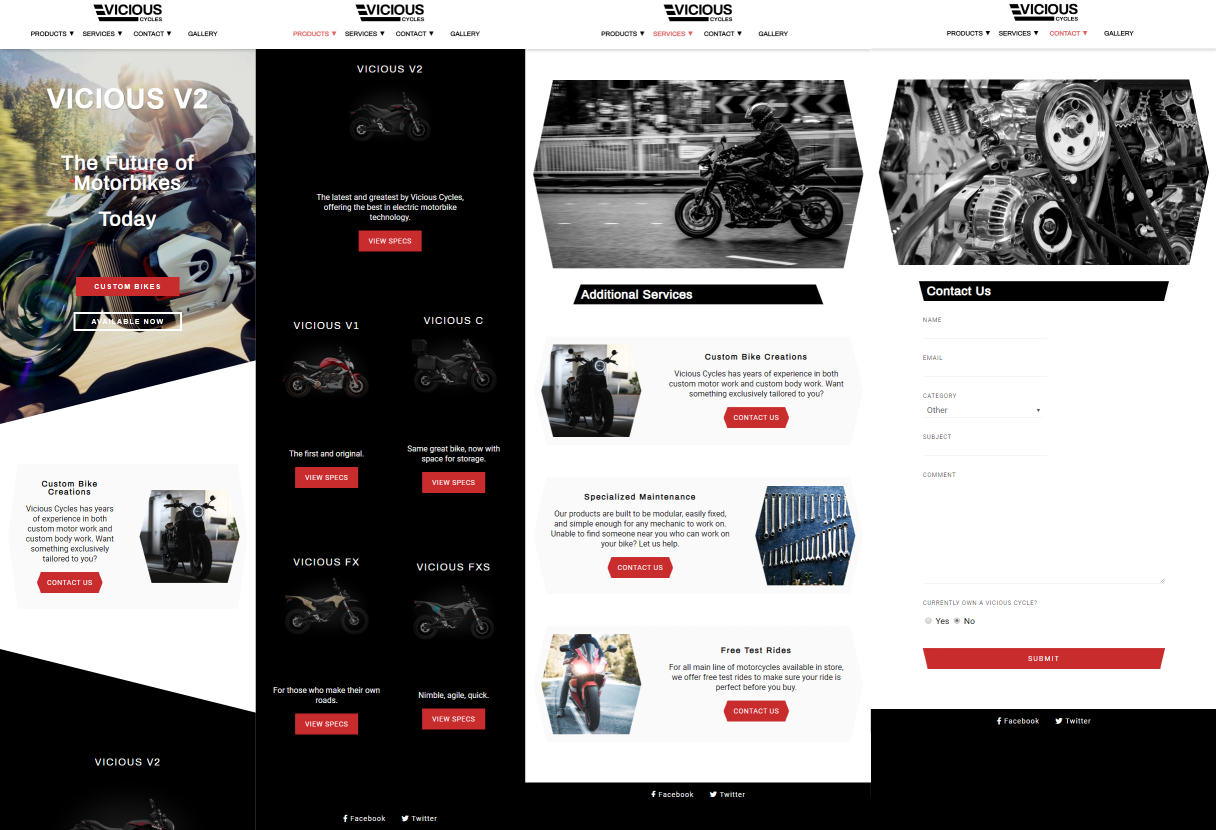 VICIOUS
CYCLES
PRODUCTS ▼ SERVICES ▼ CONTACT ▼ GALLERY
VICIOUS V2
The Future of
Motorbikes
Today
CUSTOM BIKES
AVAILABLE NOW
Custom Bike
Creations
Vicious Cycles has years
of experience in both
custom motor work and
custom body work. Want
something exclusively
tailored to you?
CONTACT US
VICIOUS V2
VICIOUS
CYCLES
PRODUCTS ▼ SERVICES ▼ CONTACT ▼ GALLERY
VICIOUS V2
The latest and greatest by Vicious Cycles,
offering the best in electric motorbike
technology.
VIEW SPECS
VICIOUS V1
The first and original.
VIEW SPECS
VICIOUS C
Same great bike, now with
space for storage.
VIEW SPECS
VICIOUS FX
For those who make their own
roads.
VIEW SPECS
VICIOUS FXS
Nimble, agile, quick.
VIEW SPECS
Facebook Twitter
VICIOUS
CYCLES
PRODUCTS ▼ SERVICES ▼ CONTACT ▼ GALLERY
Additional Services
Custom Bike Creations
Vicious Cycles has years of experience in both
custom motor work and custom body work. Want
something exclusively tailored to you?
CONTACT US
Specialized Maintenance
Our products are built to be modular, easily fixed,
and simple enough for any mechanic to work on.
Unable to find someone near you who can work on
your bike? Let us help.
CONTACT US
Free Test Rides
For all main line of motorcycles available in store,
we offer free test rides to make sure your ride is
perfect before you buy.
CONTACT US
Facebook Twitter
VICIOUS
CYCLES
PRODUCTS ▼ SERVICES ▼ CONTACT ▼ GALLERY
Contact Us
NAME
EMAIL
CATEGORY
Other
SUBJECT
COMMENT
CURRENTLY OWN A VICIOUS CYCLE?
Yes No
SUBMIT
Facebook Twitter